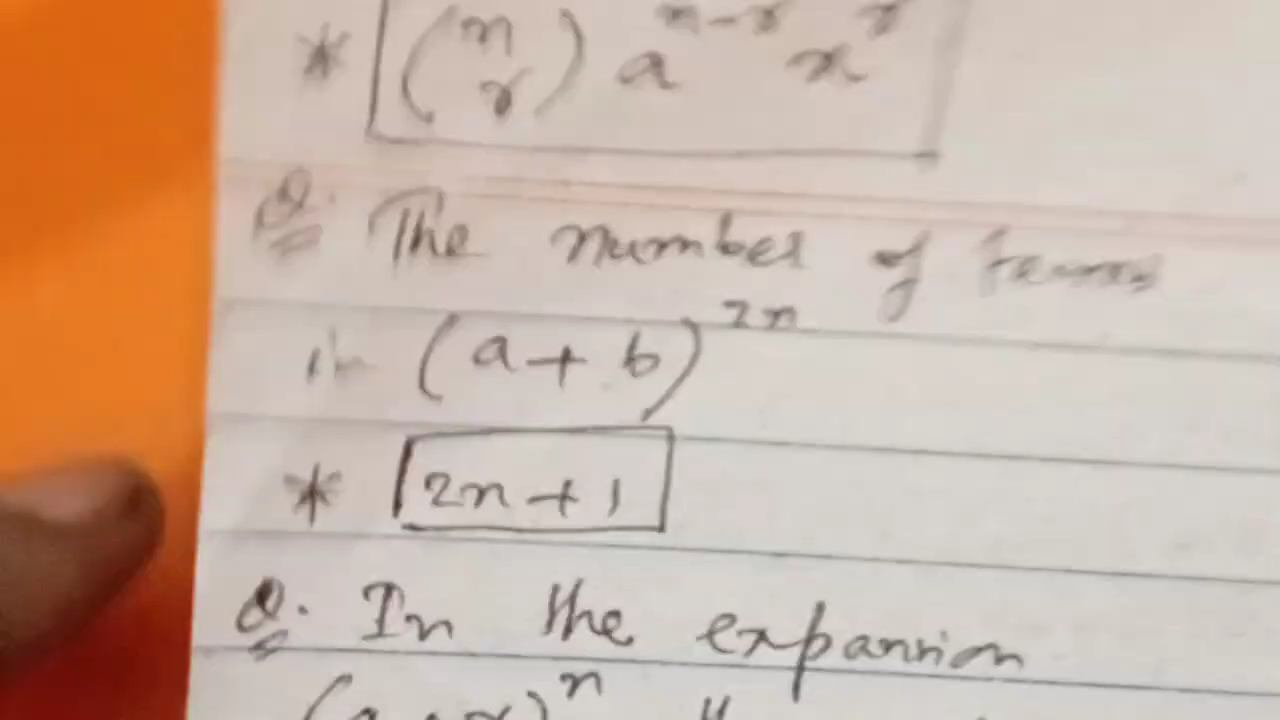 * (n r) a^{n-r} x^r
Q. The number of terms
in (a + b)^{2n}
* 2n + 1
Q. In the expansion